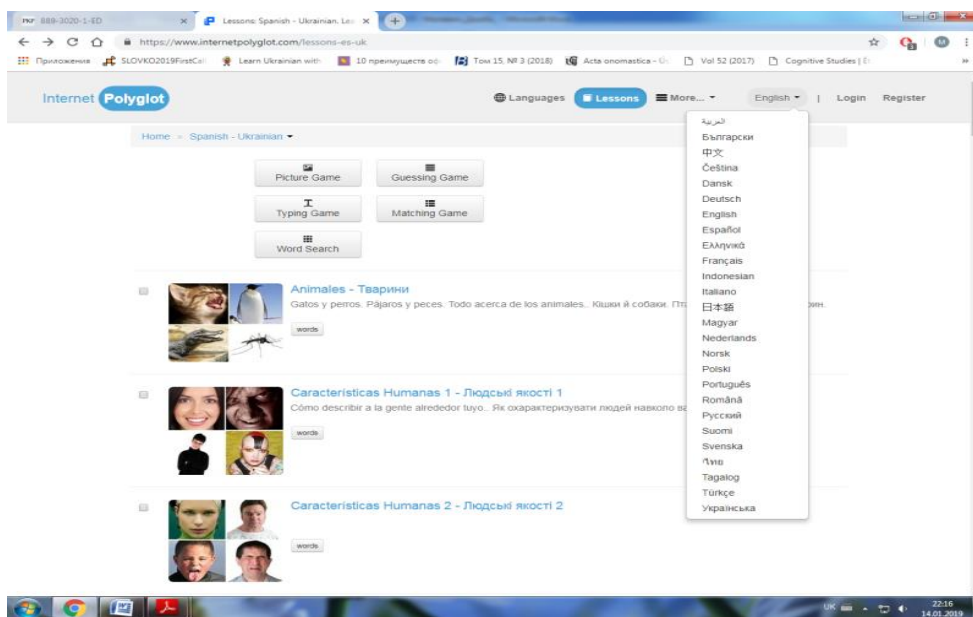 889-3020-1-ED
Lessons: Spanish - Ukrainian. Les
https://www.internetpolyglot.com/lessons-es-uk
Приложения SLOVKO2019FirstCall Learn Ukrainian with 10 преимуществ оф Том 15, № 3 (2018) Acta onomastica - Vol 52 (2017) Cognitive Studies | É
Internet Polyglot
Languages Lessons More... English | Login Register
Home Spanish - Ukrainian
Picture Game Guessing Game
Typing Game Matching Game
Word Search
العربية
Български
中文
Čeština
Dansk
Deutsch
English
Español
Ελληνικά
Français
Indonesian
Italiano
日本語
Magyar
Nederlands
Norsk
Polski
Português
Română
Русский
Suomi
Svenska
ไทย
Tagalog
Türkçe
Українська
Animales - Тварини
Gatos y perros. Pájaros y peces. Todo acerca de los animales.. Кішки й собаки.
words
Características Humanas 1 - Людські якості 1
Cómo describir a la gente alrededor tuyo.. Як охарактеризувати людей навколо
words
Características Humanas 2 - Людські якості 2
words
UK
22:16
14.01.2019